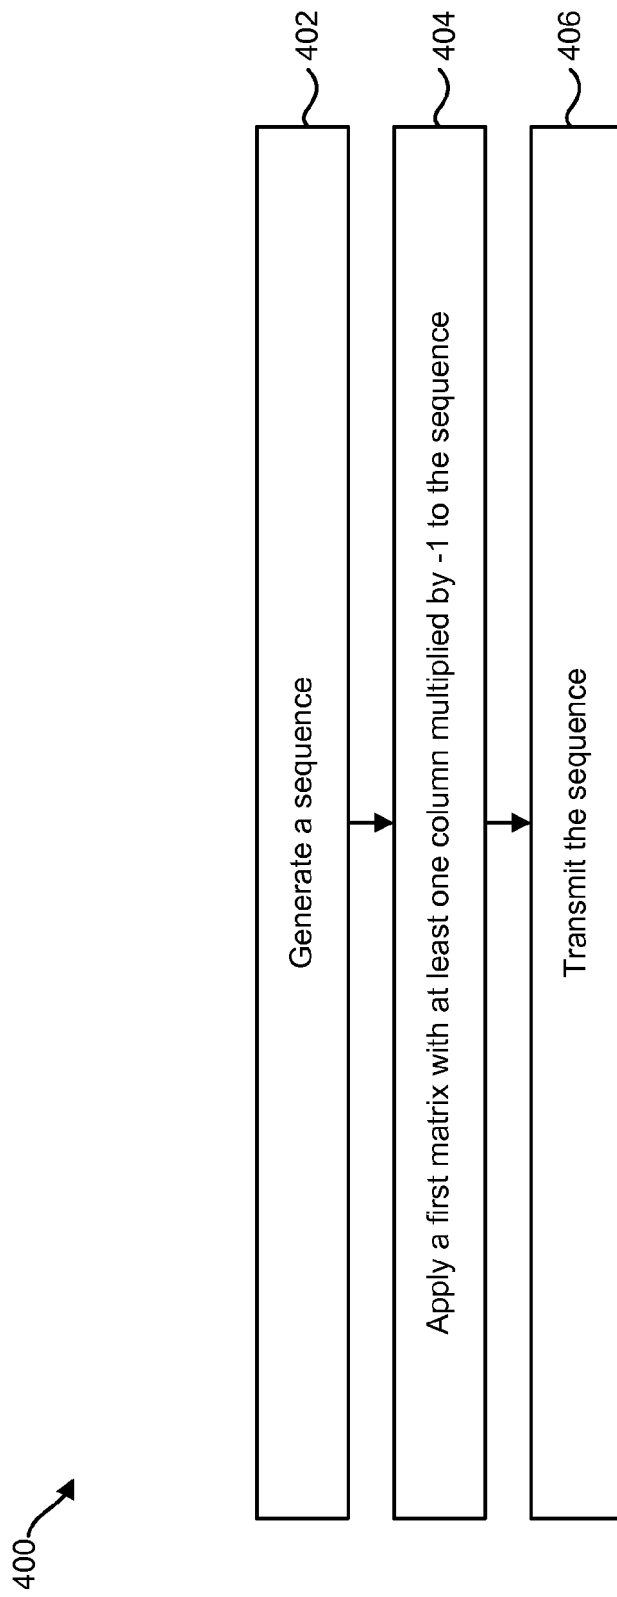 400
Generate a sequence
402
Apply a first matrix with at least one column multiplied by -1 to the sequence
404
Transmit the sequence
406